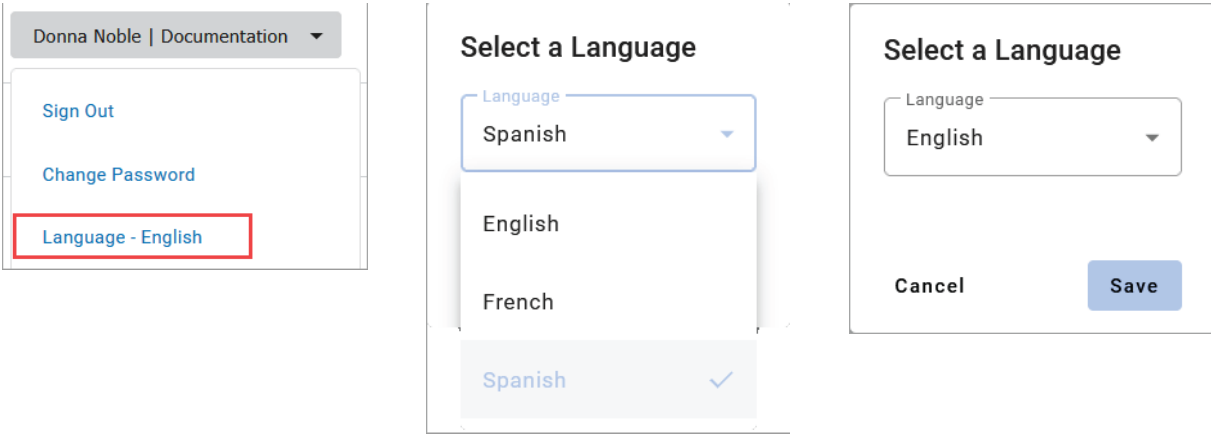 Donna Noble | Documentation
Sign Out
Change Password
Language - English
Select a Language
Language
Spanish
English
French
Spanish
Select a Language
Language
English
Cancel
Save